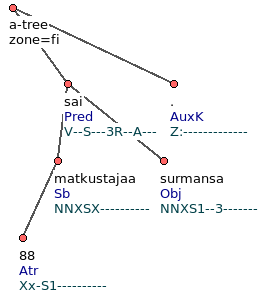 a-tree
zone=fi
sai
Pred
V--S---3R--A---
.
AuxK
Z:-------------
matkustajaa
Sb
NNXSX----------
surmansa
Obj
NNXS1--3-------
88
Atr
Xx-S1----------